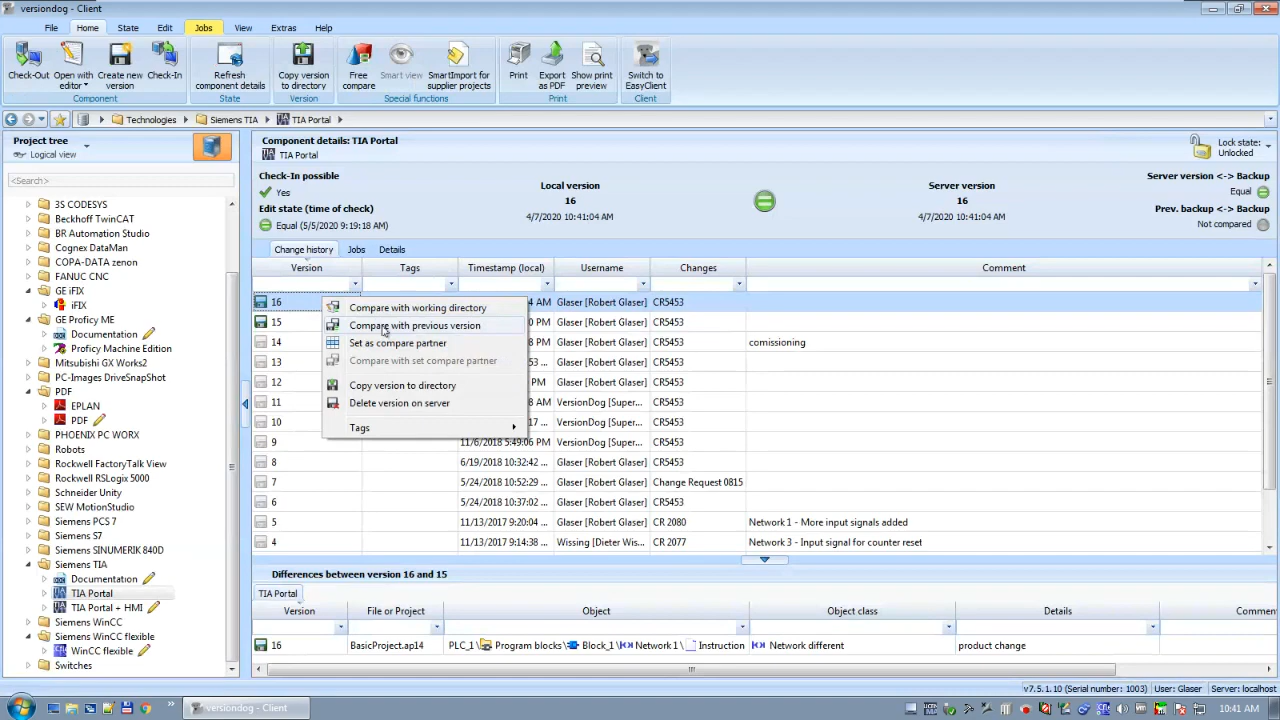 versiondog - Client
File Home State Edit Jobs View Extras Help
Check-Out Open with editor Create new version Check-In Refresh component details Copy version to directory Free compare Smart view SmartImport for supplier projects Print Export as PDF Show print preview Switch to EasyClient
Component State Version Special functions Print Client
Technologies Siemens TIA TIA Portal
Project tree
Logical view
<Search>
3S CODESYS
Beckhoff TwinCAT
BR Automation Studio
Cognex DataMan
COPA-DATA zenon
FANUC CNC
GE iFIX
iFIX
GE Proficy ME
Documentation
Proficy Machine Edition
Mitsubishi GX Works2
PC-Images DriveSnapShot
PDF
EPLAN
PDF
PHOENIX PC WORX
Robots
Rockwell FactoryTalk View
Rockwell RSLogix 5000
Schneider Unity
SEW MotionStudio
Siemens PCS 7
Siemens S7
Siemens SINUMERIK 840D
Siemens TIA
Documentation
TIA Portal
TIA Portal + HMI
Siemens WinCC
Siemens WinCC flexible
WinCC flexible
Switches
Component details: TIA Portal
TIA Portal
Lock state:
Unlocked
Check-In possible
Yes
Edit state (time of check)
Equal (5/5/2020 9:19:18 AM)
Local version
16
4/7/2020 10:41:04 AM
Server version
16
4/7/2020 10:41:04 AM
Server version <-> Backup
Equal
Prev. backup <-> Backup
Not compared
Change history Jobs Details
Version Tags Timestamp (local) Username Changes Comment
16 4 AM Glaser [Robert Glaser] CR5453
15 0 PM Glaser [Robert Glaser] CR5453
14 8 PM Glaser [Robert Glaser] CR5453 comissioning
13 53 ... Glaser [Robert Glaser] CR5453
12 PM Glaser [Robert Glaser] CR5453
11 8 AM VersionDog [Super... CR5453
10 17 ... VersionDog [Super... CR5453
9 11/6/2018 5:49:06 PM VersionDog [Super... CR5453
8 6/19/2018 10:32:42 ... Glaser [Robert Glaser] CR5453
7 5/24/2018 10:52:29 ... Glaser [Robert Glaser] Change Request 0815
6 5/24/2018 10:37:02 ... Glaser [Robert Glaser] CR5453
5 11/13/2017 9:20:04 ... Glaser [Robert Glaser] CR 2080 Network 1 - More input signals added
4 11/13/2017 9:14:38 ... Wissing [Dieter Wis... CR 2077 Network 3 - Input signal for counter reset
Compare with working directory
Compare with previous version
Set as compare partner
Compare with set compare partner
Copy version to directory
Delete version on server
Tags
Differences between version 16 and 15
TIA Portal
Version File or Project Object Object class Details Commen
16 BasicProject.ap14 PLC_1\ Program blocks\ Block_1\ Network 1\ Instruction Network different product change
v7.5.1.10 (Serial number: 1003) User: Glaser Server: localhost
versiondog - Client
10:41 AM